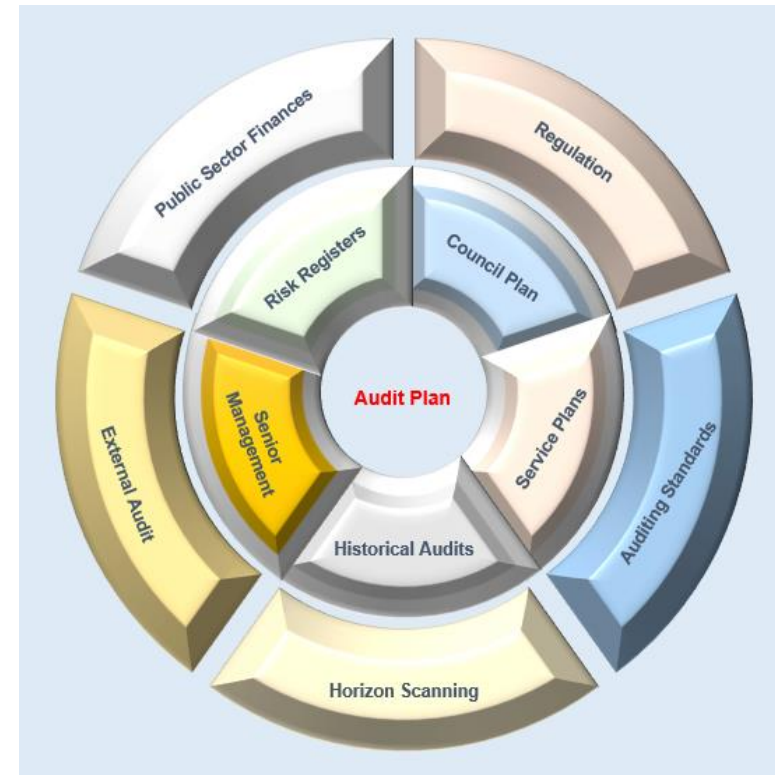 Public Sector Finances
Regulation
Risk Registers
Council Plan
Audit Plan
Senior
Management
Service Plans
External Audit
Auditing Standards
Historical Audits
Horizon Scanning